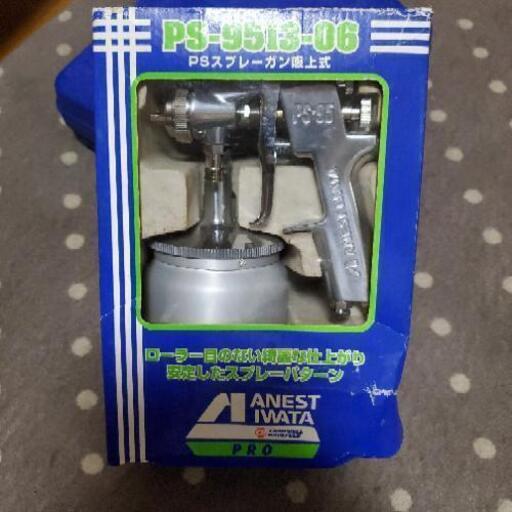 PS-9513-06
PSスプレーガン吸上式
PS-95
ANEST IWATA
ローラー目のない綺麗な仕上がり
安定したスプレーパターン
ANEST
IWATA
PRO